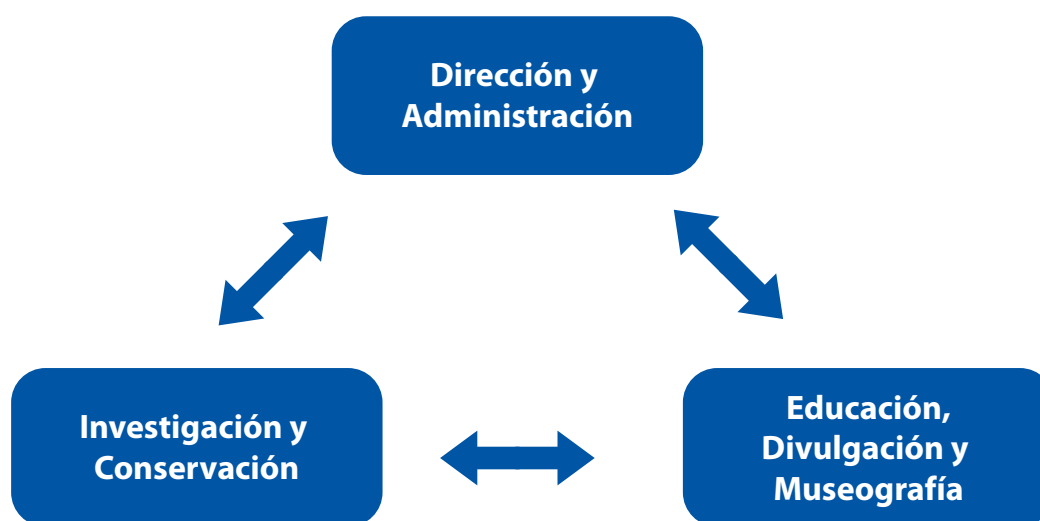 Dirección y
Administración
Investigación y
Conservación
Educación,
Divulgación y
Museografía